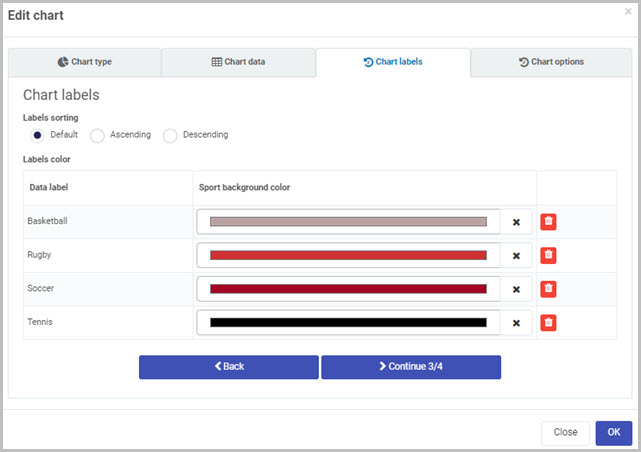 Edit chart
×
Chart type
Chart data
Chart labels
Chart options
Chart labels
Labels sorting
Default Ascending Descending
Labels color
Data label Sport background color
Basketball
Rugby
Soccer
Tennis
Back
Continue 3/4
Close
OK